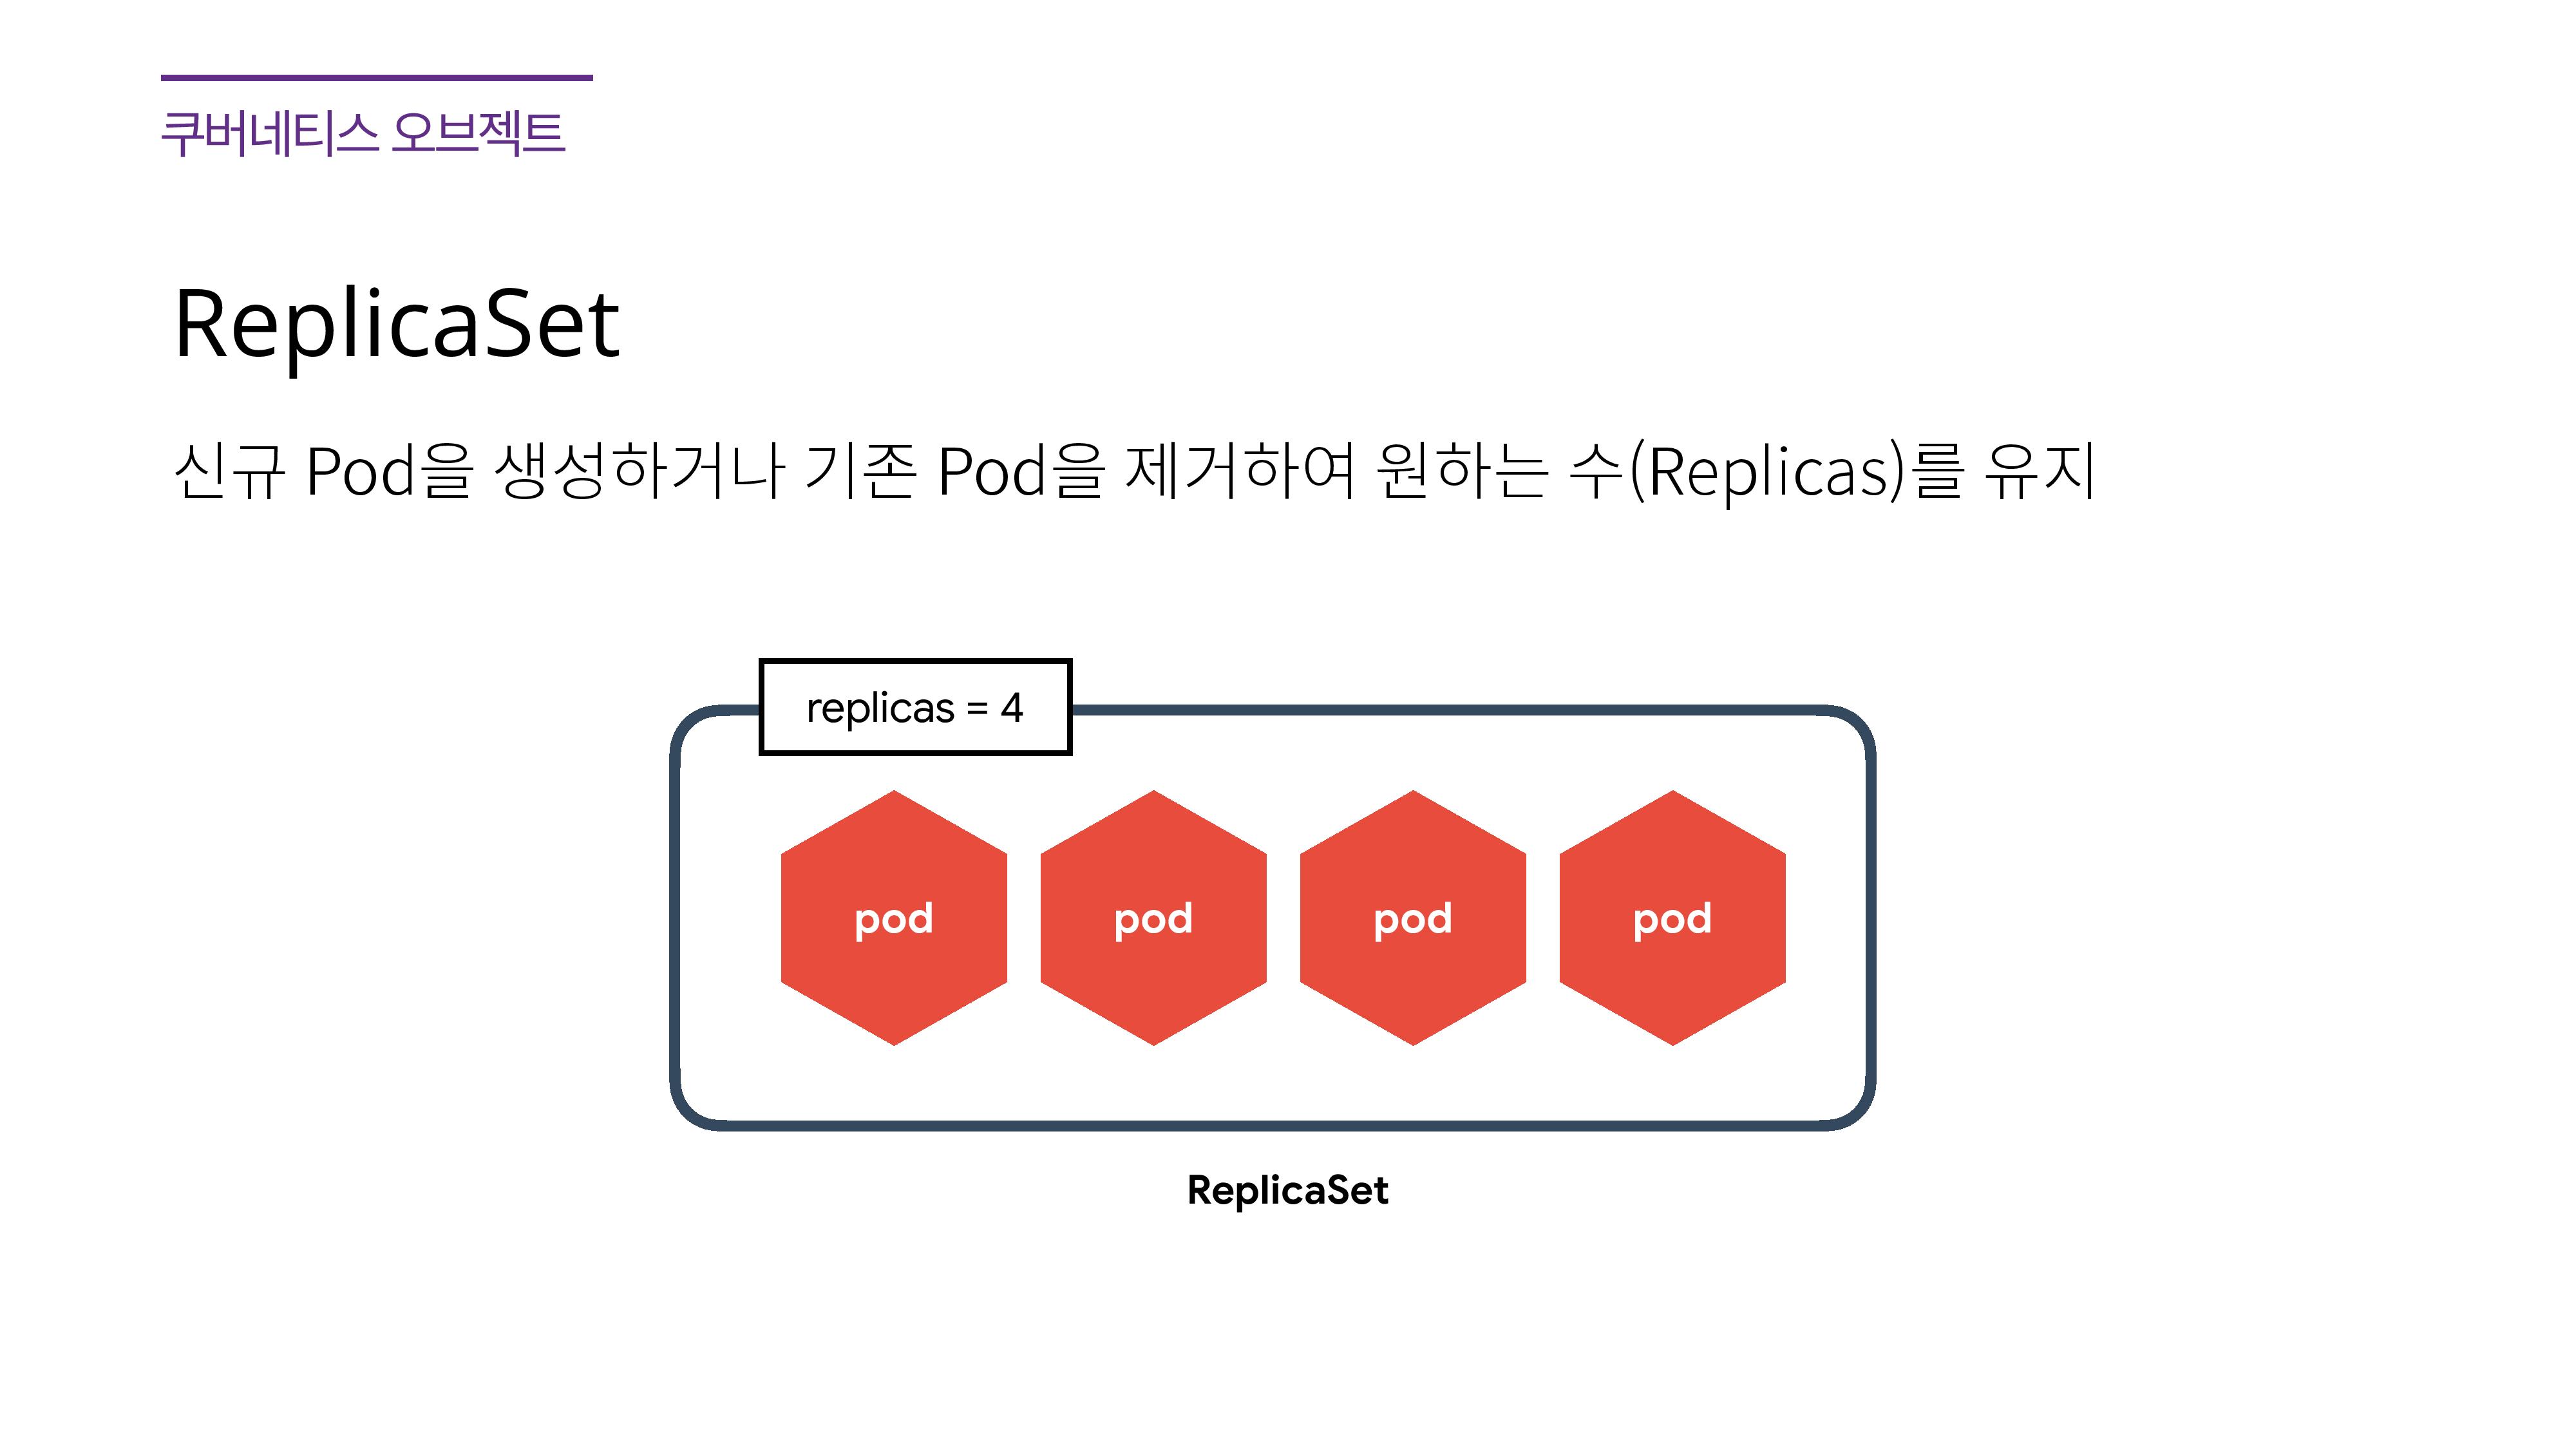 쿠버네티스 오브젝트
ReplicaSet
신규 Pod을 생성하거나 기존 Pod을 제거하여 원하는 수(Replicas)를 유지
replicas = 4
pod pod pod pod
ReplicaSet